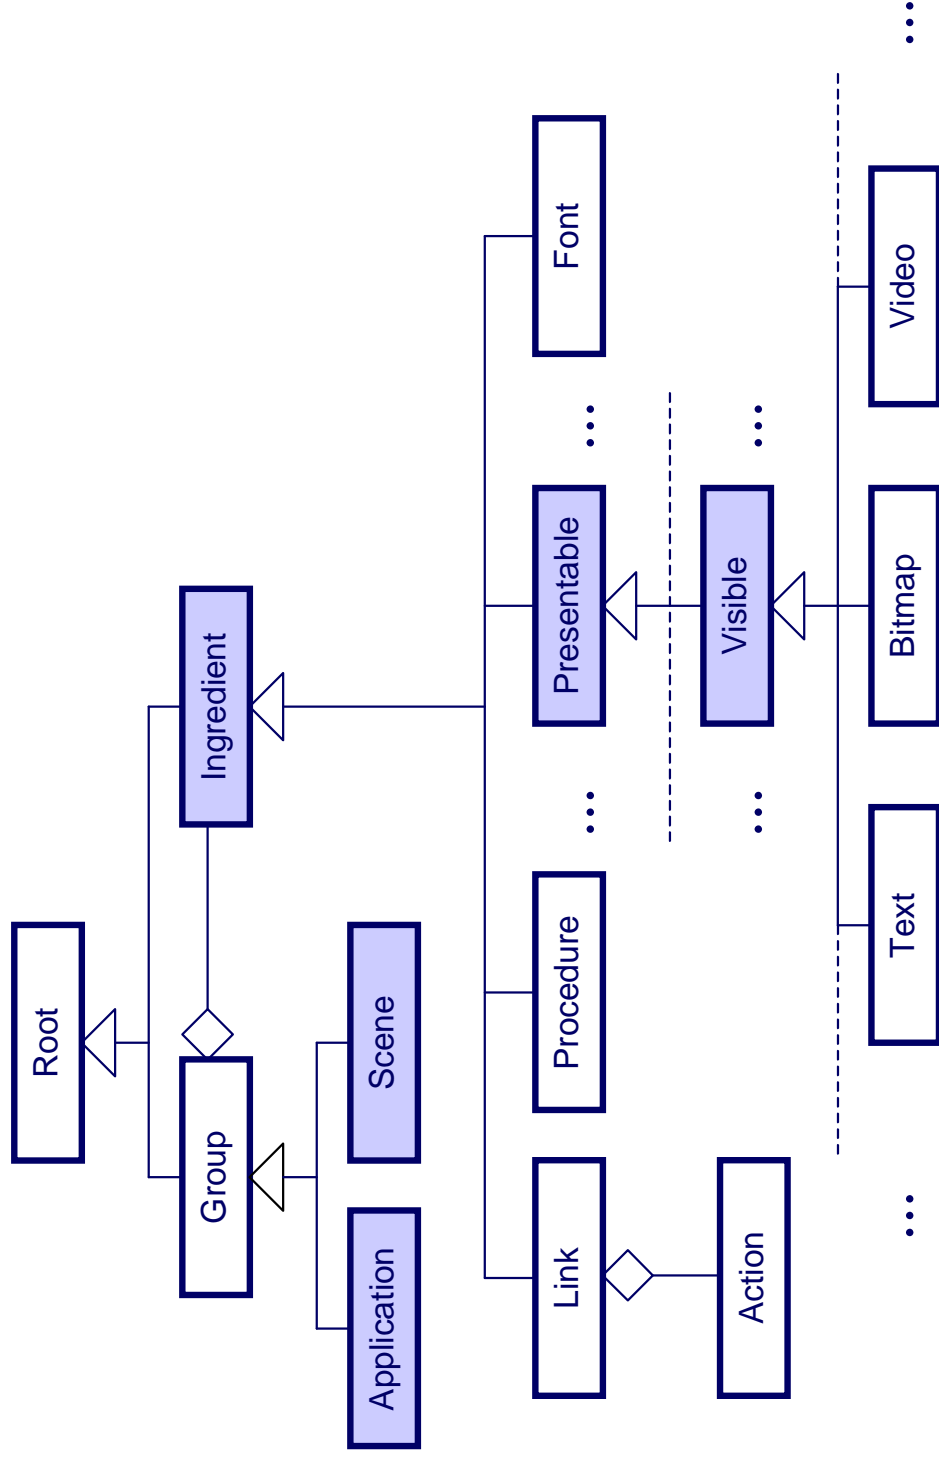 Root
Group
Ingredient
Application
Scene
Link
Procedure
Presentable
Font
...
...
Action
Visible
...
...
Text
Bitmap
Video
...
...